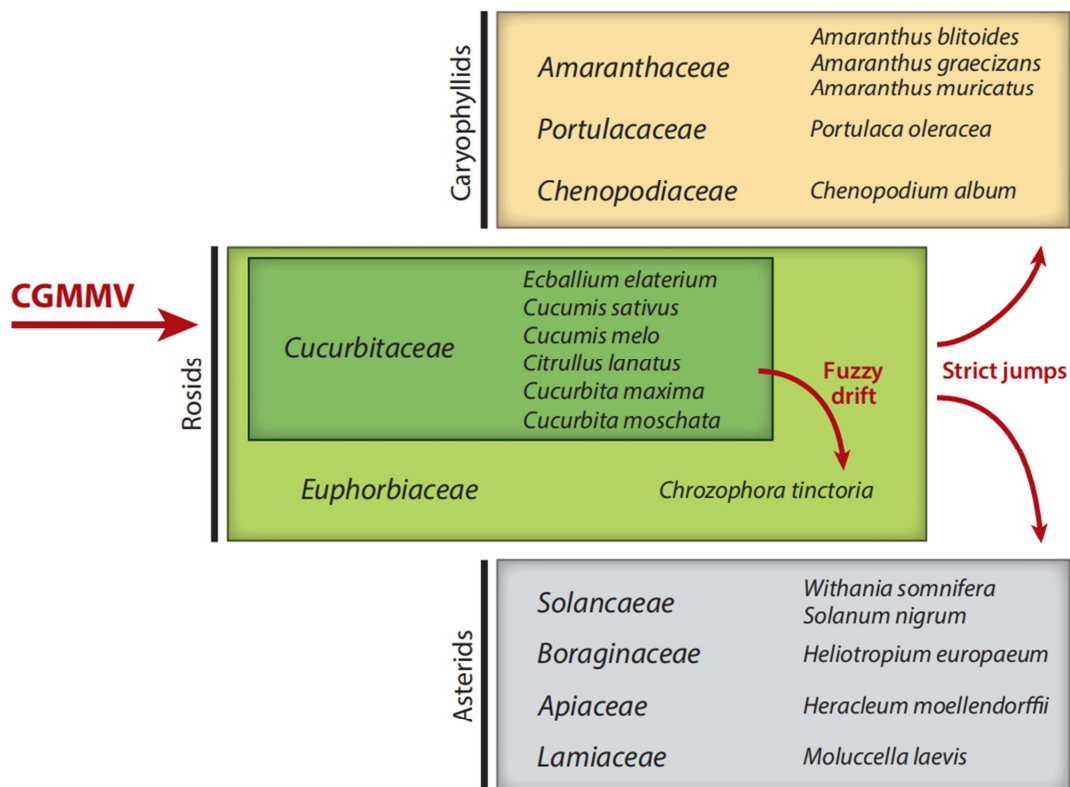 Caryophyllids
Amaranthaceae
Amaranthus blitoides
Amaranthus graecizans
Amaranthus muricatus
Portulacaceae
Portulaca oleracea
Chenopodiaceae
Chenopodium album
CGMMV
Rosids
Cucurbitaceae
Ecballium elaterium
Cucumis sativus
Cucumis melo
Citrullus lanatus
Cucurbita maxima
Cucurbita moschata
Fuzzy
drift
Strict jumps
Euphorbiaceae
Chrozophora tinctoria
Asterids
Solancaeae
Withania somnifera
Solanum nigrum
Boraginaceae
Heliotropium europaeum
Apiaceae
Heracleum moellendorffii
Lamiaceae
Moluccella laevis